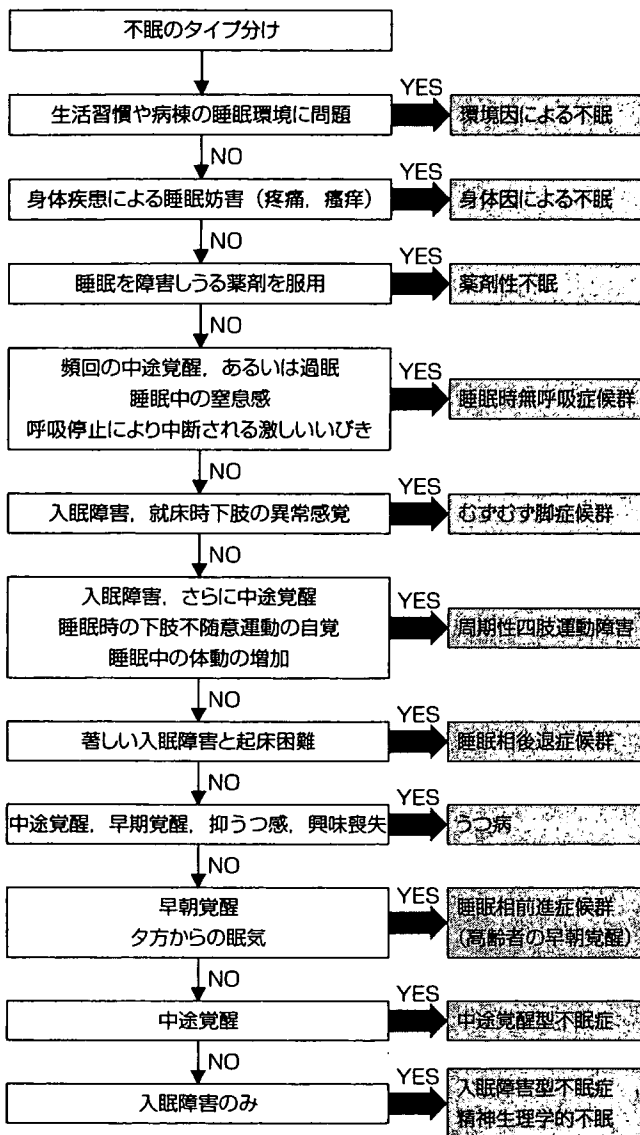 不眠のタイプ分け
YES
生活習慣や病棟の睡眠環境に問題
環境因による不眠
NO
YES
身体疾患による睡眠妨害（疼痛，瘙痒）
身体因による不眠
NO
YES
睡眠を障害しうる薬剤を服用
薬剤性不眠
NO
頻回の中途覚醒，あるいは過眠
睡眠中の窒息感
呼吸停止により中断される激しいいびき
YES
睡眠時無呼吸症候群
NO
YES
入眠障害，就床時下肢の異常感覚
むずむず脚症候群
NO
入眠障害，さらに中途覚醒
睡眠時の下肢不随意運動の自覚
睡眠中の体動の増加
YES
周期性四肢運動障害
NO
YES
著しい入眠障害と起床困難
睡眠相後退症候群
NO
YES
中途覚醒，早期覚醒，抑うつ感，興味喪失
うつ病
NO
早朝覚醒
夕方からの眠気
YES
睡眠相前進症候群
（高齢者の早朝覚醒）
NO
YES
中途覚醒
中途覚醒型不眠症
NO
YES
入眠障害のみ
入眠障害型不眠症
精神生理学的不眠